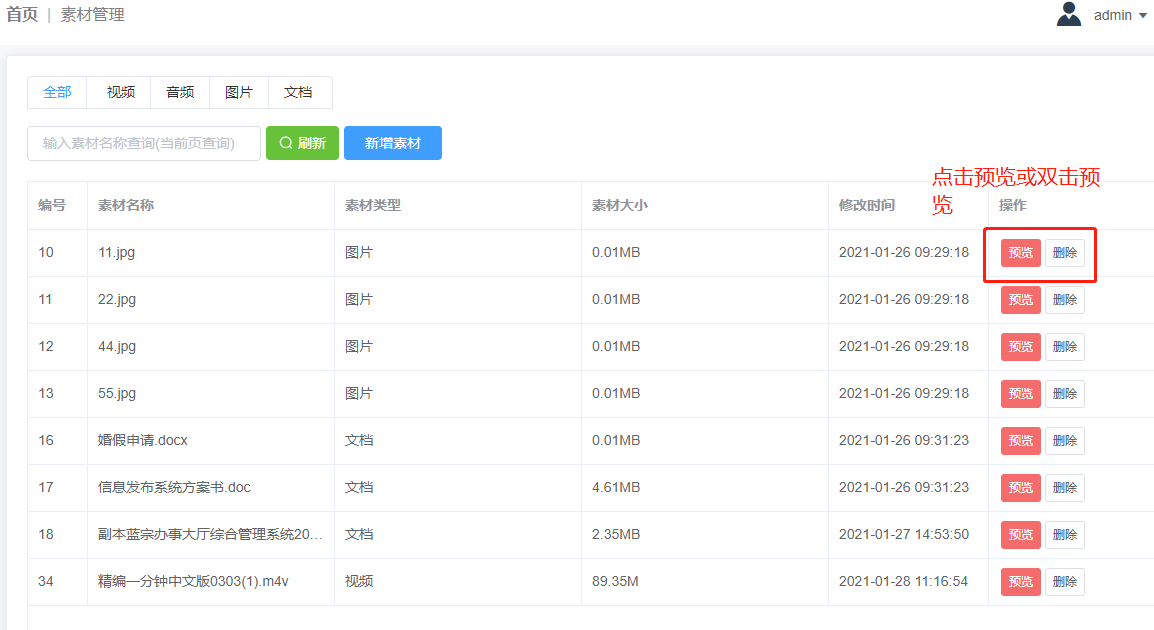 首页 | 素材管理
admin
全部 视频 音频 图片 文档
输入素材名称查询(当前页查询) 刷新 新增素材
点击预览或双击预
览
编号 素材名称 素材类型 素材大小 修改时间 操作
10 11.jpg 图片 0.01MB 2021-01-26 09:29:18 预览 删除
11 22.jpg 图片 0.01MB 2021-01-26 09:29:18 预览 删除
12 44.jpg 图片 0.01MB 2021-01-26 09:29:18 预览 删除
13 55.jpg 图片 0.01MB 2021-01-26 09:29:18 预览 删除
16 婚假申请.docx 文档 0.01MB 2021-01-26 09:31:23 预览 删除
17 信息发布系统方案书.doc 文档 4.61MB 2021-01-26 09:31:23 预览 删除
18 副本蓝宗办事大厅综合管理系统20... 文档 2.35MB 2021-01-27 14:53:50 预览 删除
34 精编一分钟中文版0303(1).m4v 视频 89.35M 2021-01-28 11:16:54 预览 删除